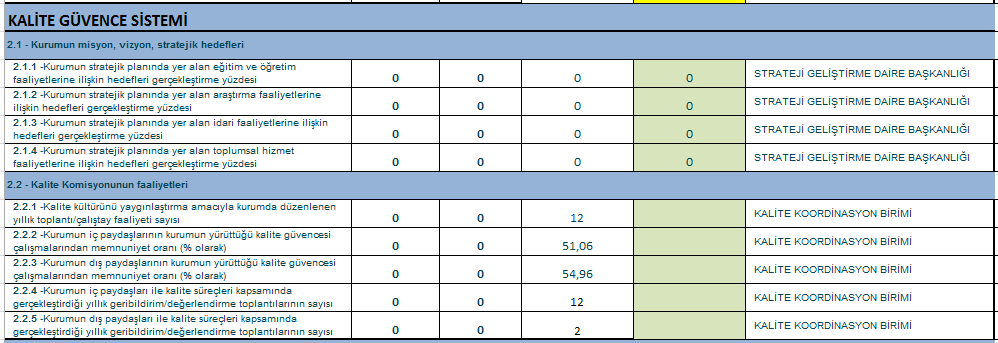 KALİTE GÜVENCE SİSTEMİ
2.1 - Kurumun misyon, vizyon, stratejik hedefleri
2.1.1 -Kurumun stratejik planında yer alan eğitim ve öğretim
faaliyetlerine ilişkin hedefleri gerçekleştirme yüzdesi
0 0 0 0 STRATEJİ GELİŞTİRME DAİRE BAŞKANLIĞI
2.1.2 -Kurumun stratejik planında yer alan araştırma faaliyetlerine
ilişkin hedefleri gerçekleştirme yüzdesi
0 0 0 0 STRATEJİ GELİŞTİRME DAİRE BAŞKANLIĞI
2.1.3 -Kurumun stratejik planında yer alan idari faaliyetlerine ilişkin
hedefleri gerçekleştirme yüzdesi
0 0 0 0 STRATEJİ GELİŞTİRME DAİRE BAŞKANLIĞI
2.1.4 -Kurumun stratejik planında yer alan toplumsal hizmet
faaliyetlerine ilişkin hedefleri gerçekleştirme yüzdesi
0 0 0 0 STRATEJİ GELİŞTİRME DAİRE BAŞKANLIĞI
2.2 - Kalite Komisyonunun faaliyetleri
2.2.1 -Kalite kültürünü yaygınlaştırma amacıyla kurumda düzenlenen
yıllık toplantı/çalıştay faaliyeti sayısı
0 0 12 KALİTE KOORDİNASYON BİRİMİ
2.2.2 -Kurumun iç paydaşlarının kurumun yürüttüğü kalite güvencesi
çalışmalarından memnuniyet oranı (% olarak)
0 0 51,06 KALİTE KOORDİNASYON BİRİMİ
2.2.3 -Kurumun dış paydaşlarının kurumun yürüttüğü kalite güvencesi
çalışmalarından memnuniyet oranı (% olarak)
0 0 54,96 KALİTE KOORDİNASYON BİRİMİ
2.2.4 -Kurumun iç paydaşları ile kalite süreçleri kapsamında
gerçekleştirdiği yıllık geribildirim/değerlendirme toplantılarının sayısı
0 0 12 KALİTE KOORDİNASYON BİRİMİ
2.2.5 -Kurumun dış paydaşları ile kalite süreçleri kapsamında
gerçekleştirdiği yıllık geribildirim/değerlendirme toplantılarının sayısı
0 0 2 KALİTE KOORDİNASYON BİRİMİ